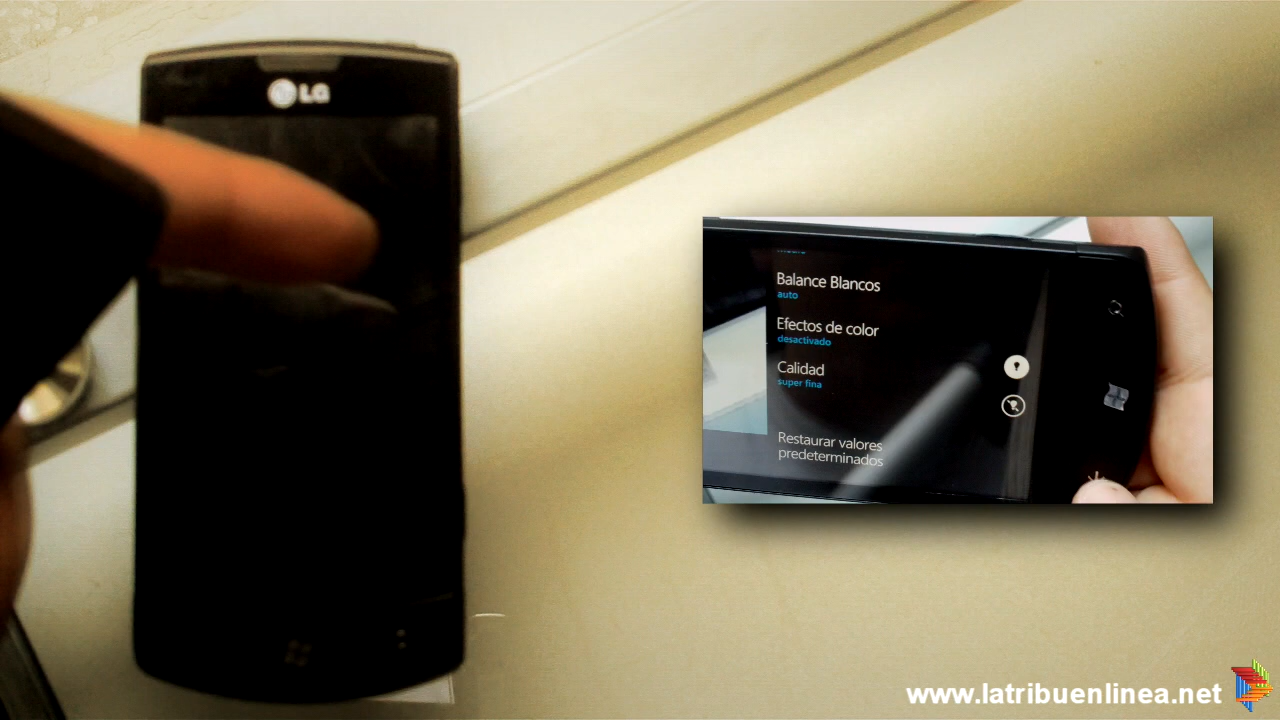 LG
Balance Blancos
auto
Efectos de color
desactivado
Calidad
super fina
Restaurar valores
predeterminados
www.latribuenlinea.net